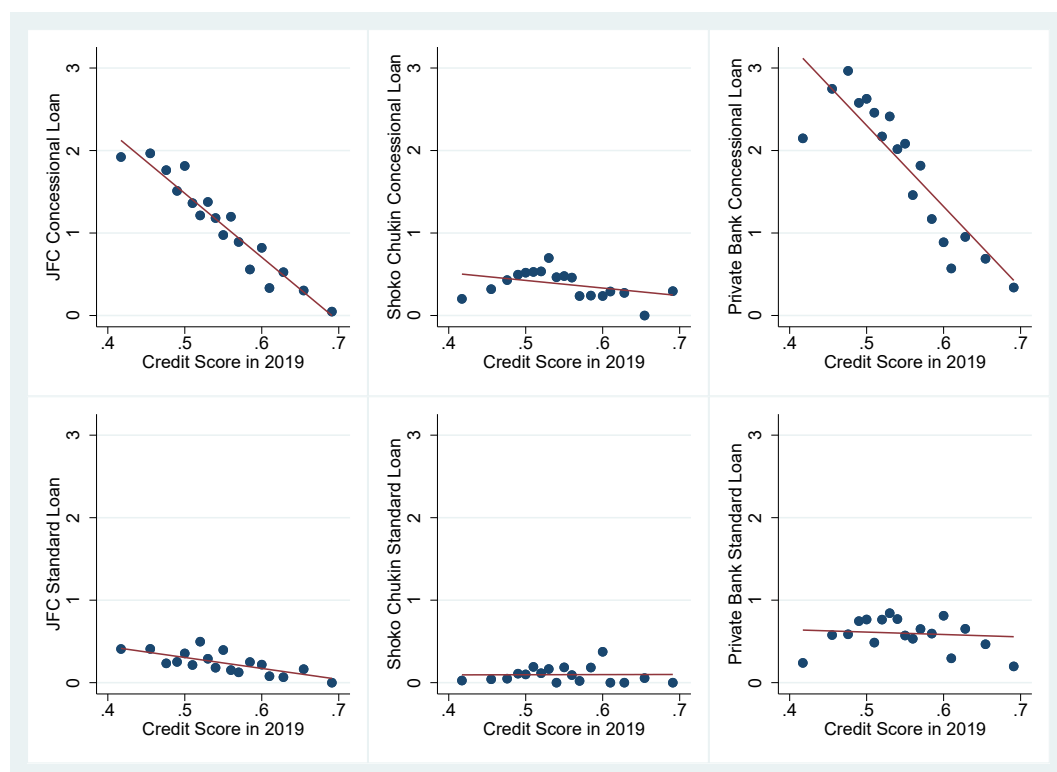 JFC Concessional Loan
3
2
1
0
.4 .5 .6 .7
Credit Score in 2019
Shoko Chukin Concessional Loan
3
2
1
0
.4 .5 .6 .7
Credit Score in 2019
Private Bank Concessional Loan
3
2
1
0
.4 .5 .6 .7
Credit Score in 2019
JFC Standard Loan
3
2
1
0
.4 .5 .6 .7
Credit Score in 2019
Shoko Chukin Standard Loan
3
2
1
0
.4 .5 .6 .7
Credit Score in 2019
Private Bank Standard Loan
3
2
1
0
.4 .5 .6 .7
Credit Score in 2019